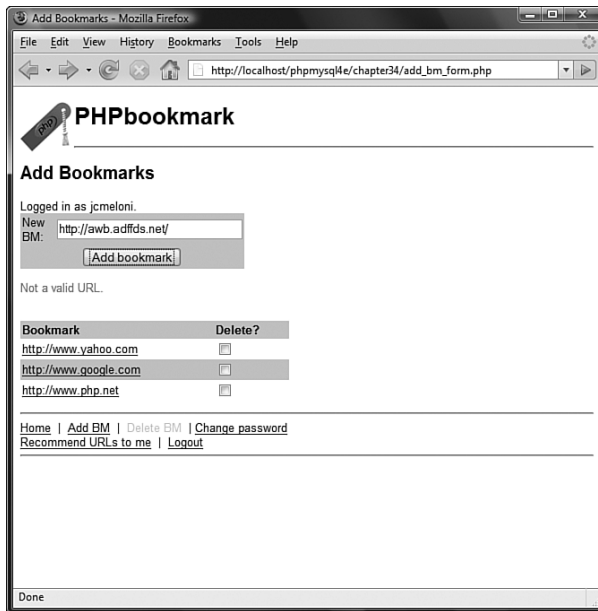 Add Bookmarks - Mozilla Firefox
File Edit View History Bookmarks Tools Help
http://localhost/phpmysql4e/chapter34/add_bm_form.php
php
PHPbookmark
Add Bookmarks
Logged in as jcmeloni.
New BM:
http://awb.adffds.net/
Add bookmark
Not a valid URL.
Bookmark Delete?
http://www.yahoo.com
http://www.google.com
http://www.php.net
Home | Add BM | Delete BM | Change password
Recommend URLs to me | Logout
Done